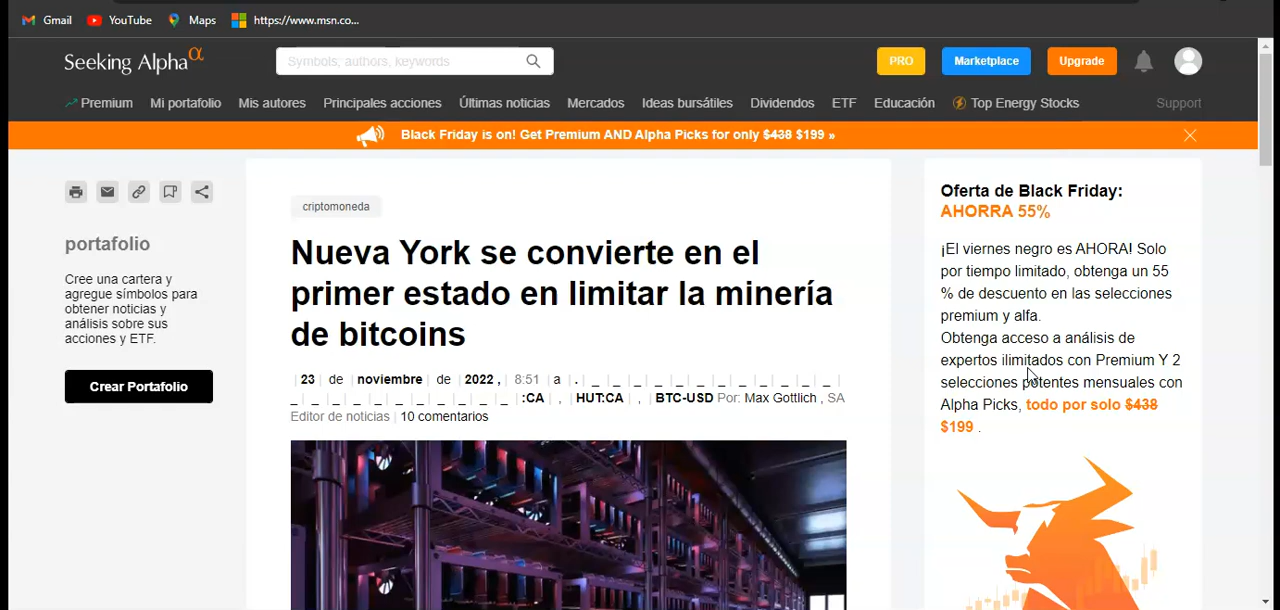 Gmail YouTube Maps https://www.msn.co...
Seeking Alpha α
Symbols, authors, keywords
PRO Marketplace Upgrade
Premium Mi portafolio Mis autores Principales acciones Últimas noticias Mercados Ideas bursátiles Dividendos ETF Educación Top Energy Stocks Support
Black Friday is on! Get Premium AND Alpha Picks for only $438 $199 »
portafolio
Cree una cartera y
agregue símbolos para
obtener noticias y
análisis sobre sus
acciones y ETF.
Crear Portafolio
criptomoneda
Nueva York se convierte en el
primer estado en limitar la minería
de bitcoins
| 23 | de | noviembre | de | 2022 , | 8:51 | a | . | _ | _ | _ | _ | _ | _ | _ | _ | _ | _ | _ | _ | _ |
_ | _ | _ | _ | _ | _ | _ | _ | _ | _ | _ | :CA | , | HUT:CA | , | BTC-USD Por: Max Gottlich , SA
Editor de noticias | 10 comentarios
Oferta de Black Friday:
AHORRA 55%
¡El viernes negro es AHORA! Solo
por tiempo limitado, obtenga un 55
% de descuento en las selecciones
premium y alfa.
Obtenga acceso a análisis de
expertos ilimitados con Premium Y 2
selecciones potentes mensuales con
Alpha Picks, todo por solo $438
$199 .